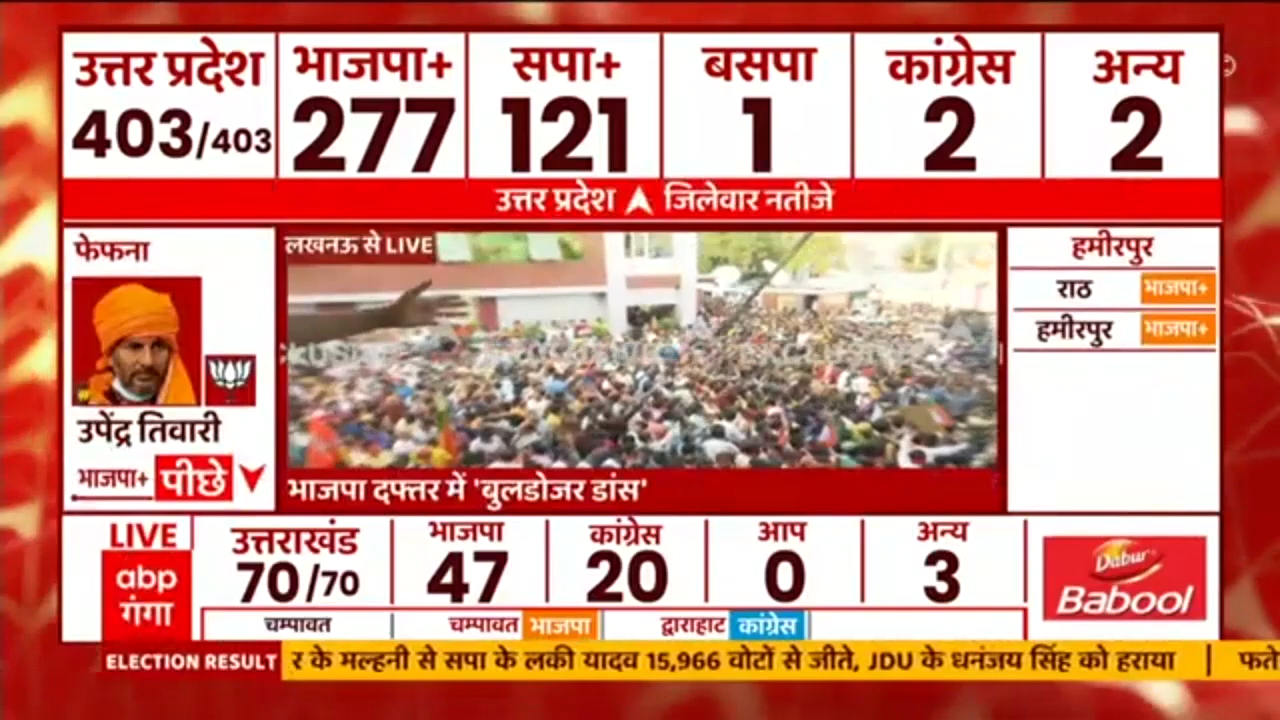 उत्तर प्रदेश
403/403
भाजपा+
277
सपा+
121
बसपा
1
कांग्रेस
2
अन्य
2
उत्तर प्रदेश जिलेवार नतीजे
फेफना
उपेंद्र तिवारी
भाजपा+ पीछे
लखनऊ से LIVE
भाजपा दफ्तर में 'बुलडोजर डांस'
हमीरपुर
राठ भाजपा+
हमीरपुर भाजपा+
LIVE
abp
गंगा
उत्तराखंड
70/70
भाजपा
47
कांग्रेस
20
आप
0
अन्य
3
चम्पावत
चम्पावत भाजपा
द्वाराहाट कांग्रेस
Dabur
Babool
ELECTION RESULT
र के मल्हनी से सपा के लकी यादव 15,966 वोटों से जीते, JDU के धनंजय सिंह को हराया | फते